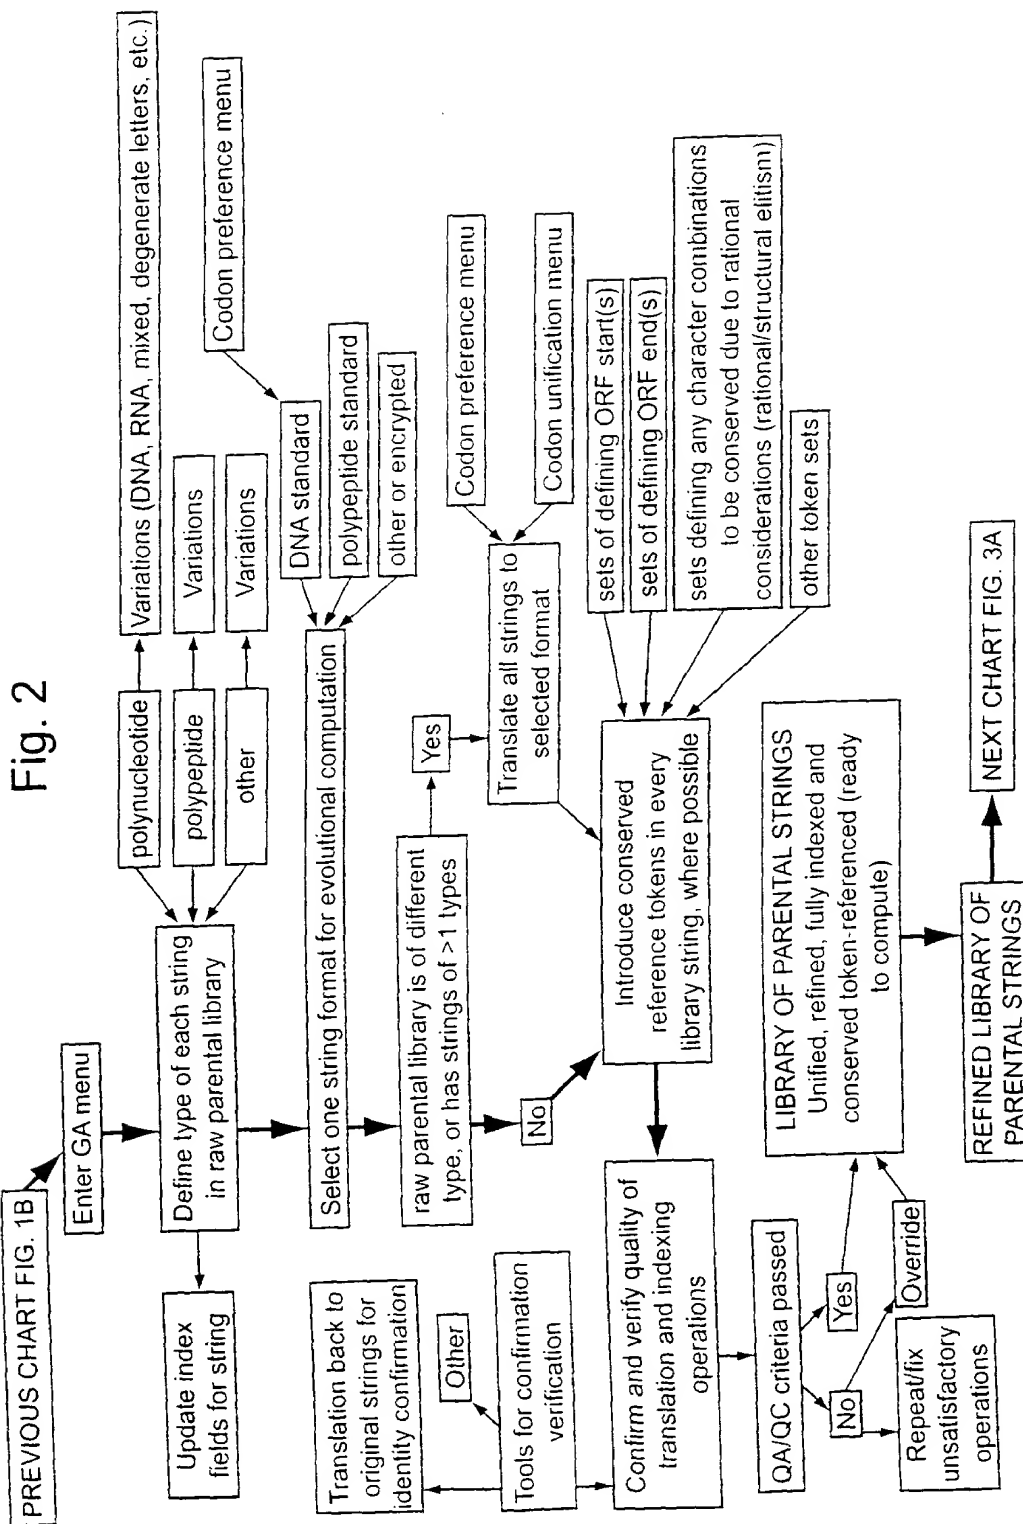 Fig. 2
PREVIOUS CHART FIG. 1B
Enter GA menu
Define type of each string
in raw parental library
Update index
fields for string
polynucleotide
polypeptide
other
Variations (DNA, RNA, mixed, degenerate letters, etc.)
Variations
Variations
Select one string format for evolutional computation
DNA standard
polypeptide standard
other or encrypted
Codon preference menu
raw parental library is of different
type, or has strings of >1 types
Yes
No
Translate all strings to
selected format
Codon preference menu
Codon unification menu
Introduce conserved
reference tokens in every
library string, where possible
sets of defining ORF start(s)
sets of defining ORF end(s)
sets defining any character combinations
to be conserved due to rational
considerations (rational/structural elitism)
other token sets
Translation back to
original strings for
identity confirmation
Other
Tools for confirmation
verification
Confirm and verify quality of
translation and indexing
operations
QA/QC criteria passed
Yes
No
Override
Repeat/fix
unsatisfactory
operations
LIBRARY OF PARENTAL STRINGS
Unified, refined, fully indexed and
conserved token-referenced (ready
to compute)
REFINED LIBRARY OF
PARENTAL STRINGS
NEXT CHART FIG. 3A